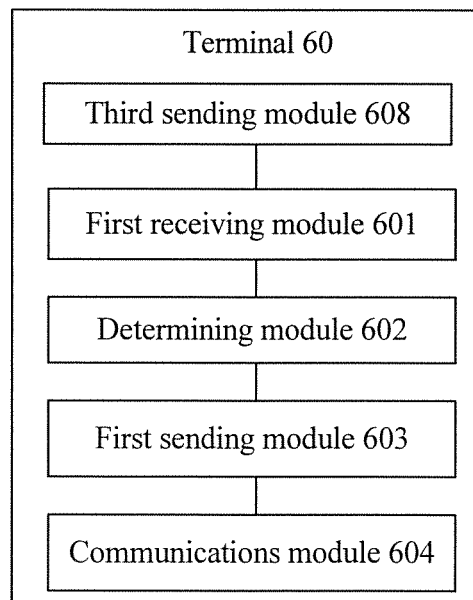 Terminal 60
Third sending module 608
First receiving module 601
Determining module 602
First sending module 603
Communications module 604